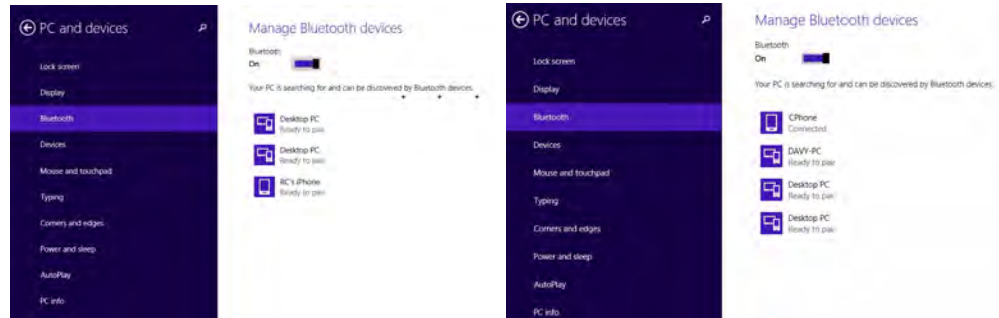 PC and devices
Lock screen
Display
Bluetooth
Devices
Mouse and touchpad
Typing
Corners and edges
Power and sleep
AutoPlay
PC info
Manage Bluetooth devices
Bluetooth
On
Your PC is searching for and can be discovered by Bluetooth devices.
Desktop PC
Ready to pair
Desktop PC
Ready to pair
RC's iPhone
Ready to pair
PC and devices
Lock screen
Display
Bluetooth
Devices
Mouse and touchpad
Typing
Corners and edges
Power and sleep
AutoPlay
PC info
Manage Bluetooth devices
Bluetooth
On
Your PC is searching for and can be discovered by Bluetooth devices.
CPhone
Connected
DAVY-PC
Ready to pair
Desktop PC
Ready to pair
Desktop PC
Ready to pair